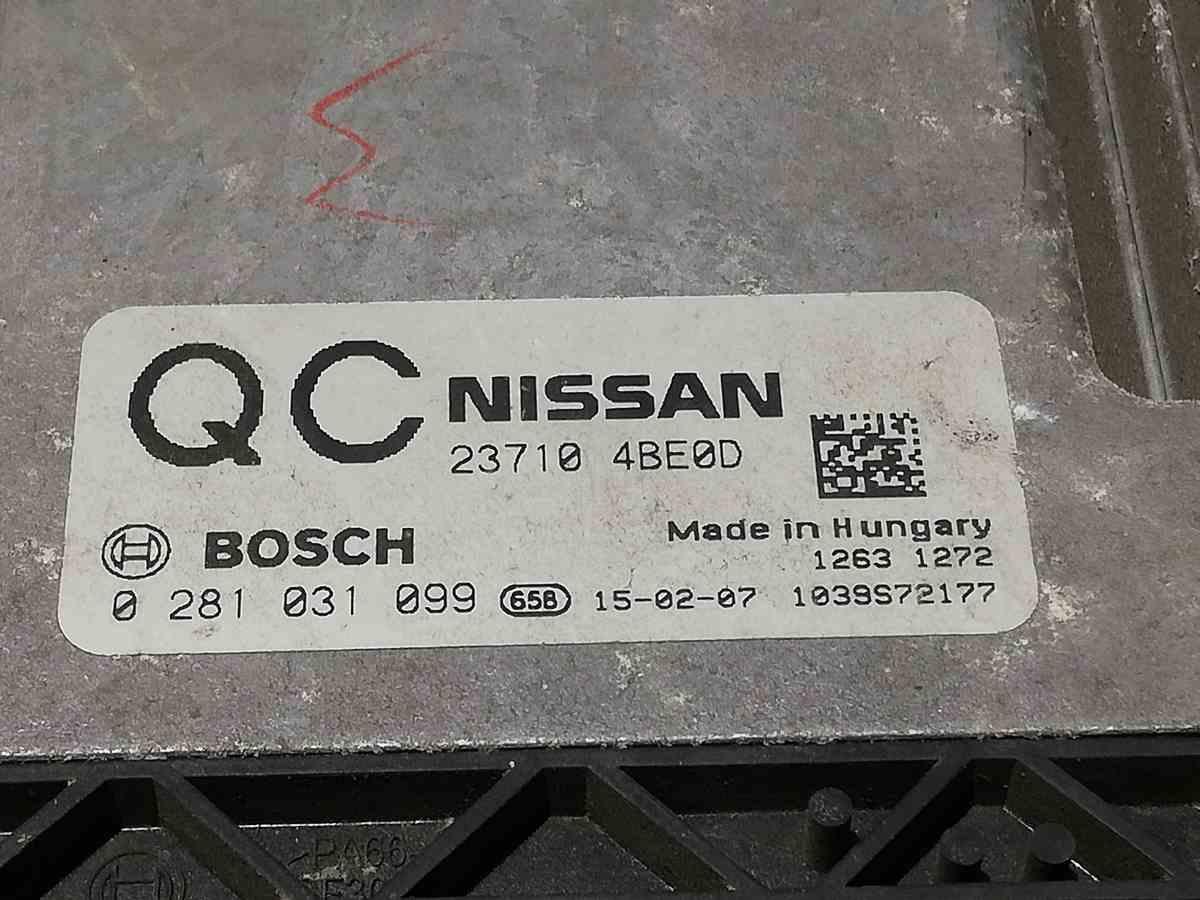 QC NISSAN
23710 4BE0D
BOSCH
Made in Hungary
1263 1272
0 281 031 099 658 15-02-07 1039S72177
>PA66-